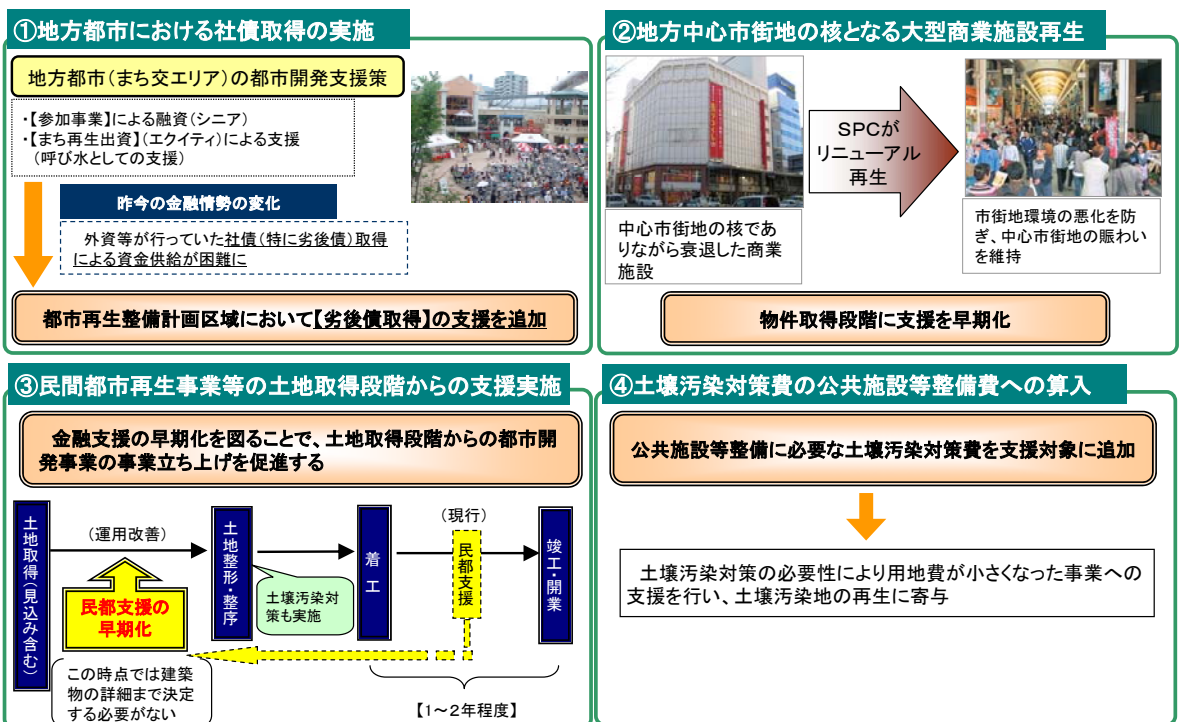 ①地方都市における社債取得の実施
地方都市（まち交エリア）の都市開発支援策
・【参加事業】による融資（シニア）
・【まち再生出資】（エクイティ）による支援
（呼び水としての支援）
昨今の金融情勢の変化
外資等が行っていた社債（特に劣後債）取得
による資金供給が困難に
都市再生整備計画区域において【劣後債取得】の支援を追加
②地方中心市街地の核となる大型商業施設再生
SPCが
リニューアル
再生
中心市街地の核であ
りながら衰退した商業
施設
市街地環境の悪化を防
ぎ、中心市街地の賑わい
を維持
物件取得段階に支援を早期化
③民間都市再生事業等の土地取得段階からの支援実施
金融支援の早期化を図ることで、土地取得段階からの都市開
発事業の事業立ち上げを促進する
土地取得（見込み含む）
（運用改善）
民都支援の
早期化
この時点では建築
物の詳細まで決定
する必要がない
土地整形・整序
土壌汚染対
策も実施
着工
（現行）
民都支援
竣工・開業
【1～2年程度】
④土壌汚染対策費の公共施設等整備費への算入
公共施設等整備に必要な土壌汚染対策費を支援対象に追加
土壌汚染対策の必要性により用地費が小さくなった事業への
支援を行い、土壌汚染地の再生に寄与